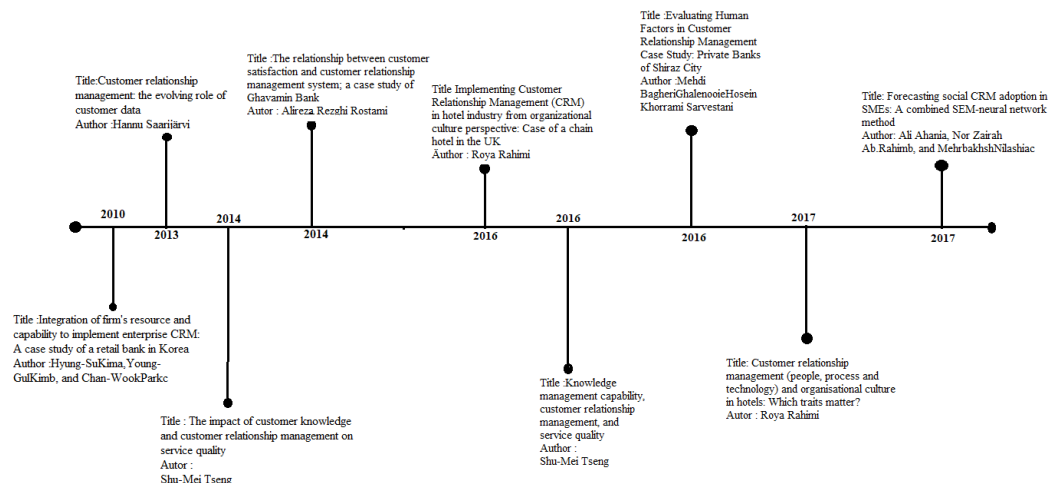 Title:Customer relationship
management: the evolving role of
customer data
Author :Hannu Saarijärvi
Title :The relationship between customer
satisfaction and customer relationship
management system; a case study of
Ghavamin Bank
Autor : Alireza Rezghi Rostami
Title Implementing Customer
Relationship Management (CRM)
in hotel industry from organizational
culture perspective: Case of a chain
hotel in the UK
Äuthor : Roya Rahimi
Title :Evaluating Human
Factors in Customer
Relationship Management
Case Study: Private Banks
of Shiraz City
Author :Mehdi
BagheriGhalenooieHosein
Khorrami Sarvestani
Title: Forecasting social CRM adoption in
SMEs: A combined SEM-neural network
method
Author: Ali Ahania, Nor Zairah
Ab.Rahimb, and MehrbakhshNilashiac
2010
2013
2014
2014
2016
2016
2016
2017
2017
Title :Integration of firm's resource and
capability to implement enterprise CRM:
A case study of a retail bank in Korea
Author :Hyung-SuKima,Young-
GulKimb, and Chan-WookParkc
Title : The impact of customer knowledge
and customer relationship management on
service quality
Autor :
Shu-Mei Tseng
Title :Knowledge
management capability,
customer relationship
management, and
service quality
Author :
Shu-Mei Tseng
Title: Customer relationship
management (people, process and
technology) and organisational culture
in hotels: Which traits matter?
Autor : Roya Rahimi